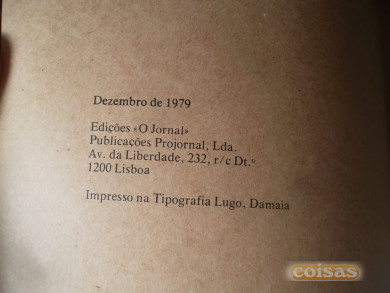 Dezembro de 1979
Edições «O Jornal»
Publicações Projornal, Lda.
Av. da Liberdade, 232, r/c Dt.º
1200 Lisboa
Impresso na Tipografia Lugo, Damaia
coisas